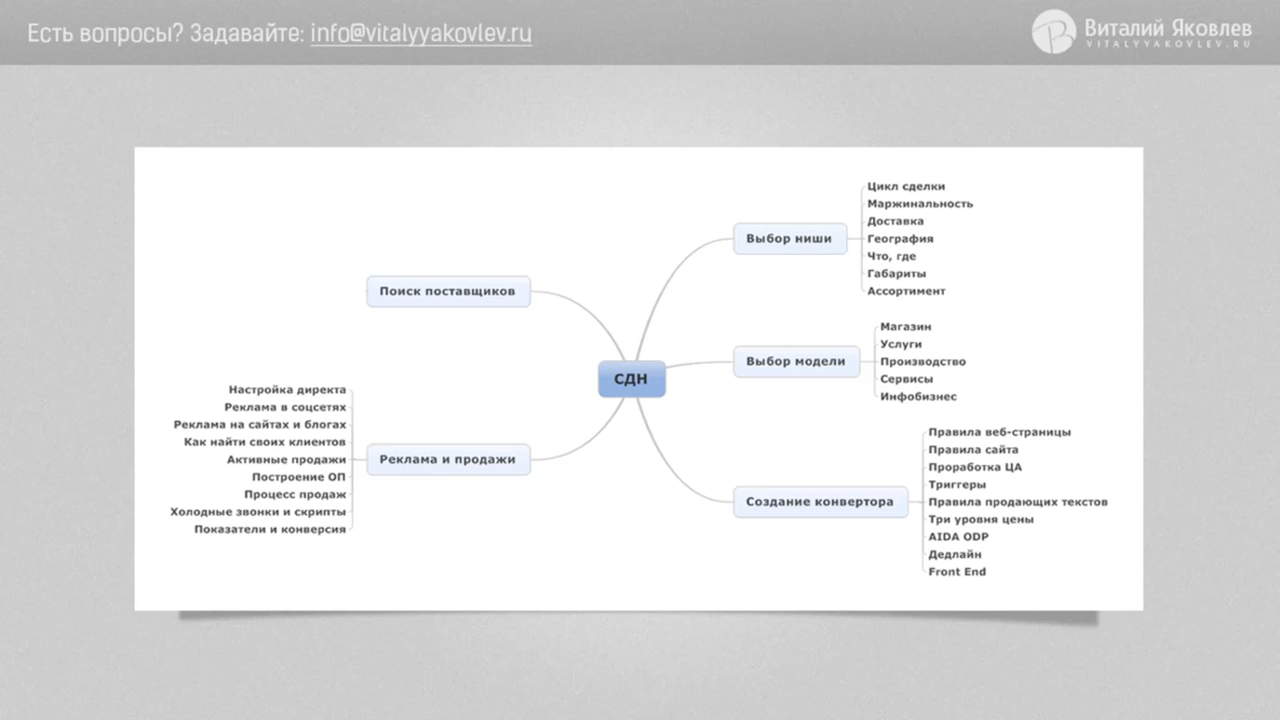 Есть вопросы? Задавайте: info@vitalyyakovlev.ru
Виталий Яковлев
VITALYYAKOVLEV.RU
СДН
Выбор ниши
Цикл сделки
Маржинальность
Доставка
География
Что, где
Габариты
Ассортимент
Выбор модели
Магазин
Услуги
Производство
Сервисы
Инфобизнес
Создание конвертора
Правила веб-страницы
Правила сайта
Проработка ЦА
Триггеры
Правила продающих текстов
Три уровня цены
AIDA ODP
Дедлайн
Front End
Поиск поставщиков
Реклама и продажи
Настройка директа
Реклама в соцсетях
Реклама на сайтах и блогах
Как найти своих клиентов
Активные продажи
Построение ОП
Процесс продаж
Холодные звонки и скрипты
Показатели и конверсия